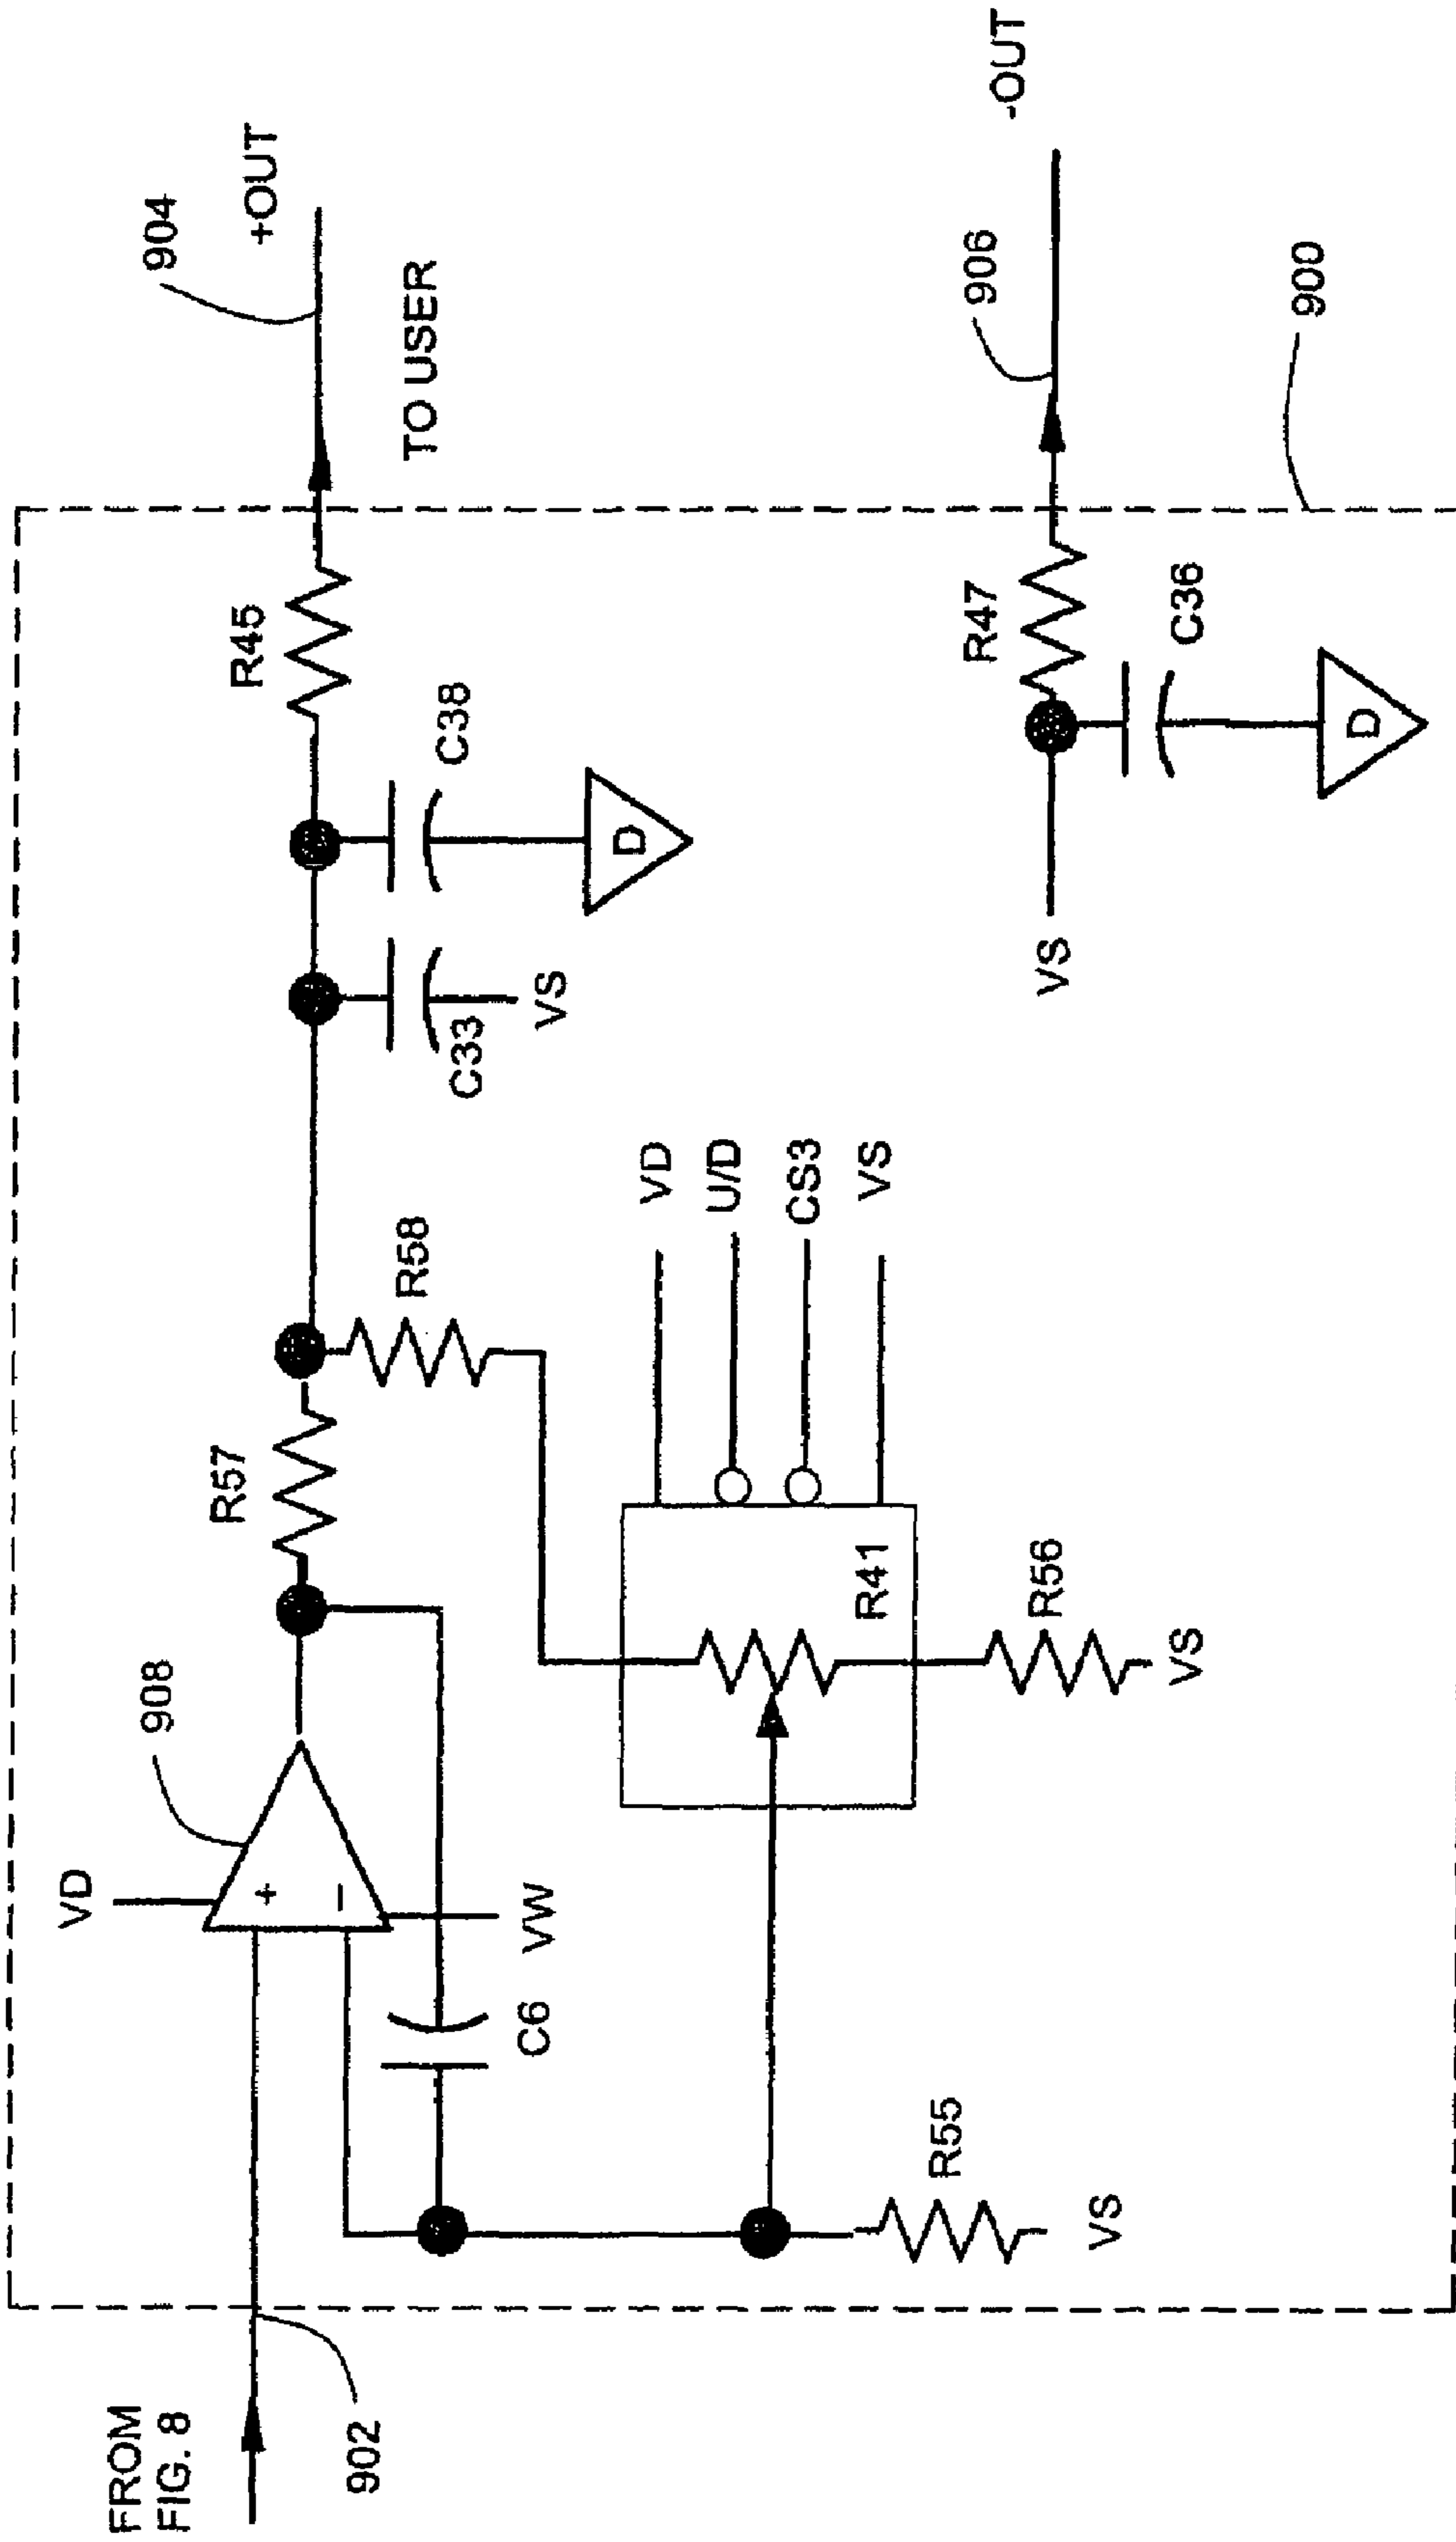 FROM
FIG. 8
902
VD
908
+
−
VW
C6
R55
VS
R57
R58
R41
R56
VS
VD
U/D
CS3
VS
C33
VS
C38
D
R45
904
+OUT
TO USER
VS
R47
C36
D
906
-OUT
900